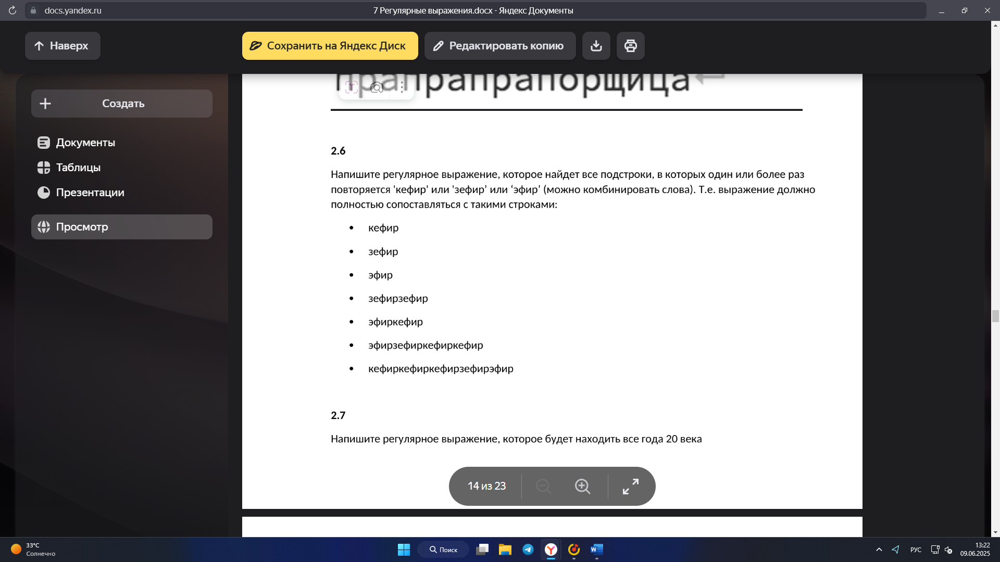 docs.yandex.ru
7 Регулярные выражения.docx - Яндекс Документы
Наверх
Сохранить на Яндекс Диск
Редактировать копию
Создать
Документы
Таблицы
Презентации
Просмотр
прапрапрапорщица
2.6
Напишите регулярное выражение, которое найдет все подстроки, в которых один или более раз
повторяется 'кефир' или 'зефир’ или ‘эфир’ (можно комбинировать слова). Т.е. выражение должно
полностью сопоставляться с такими строками:
• кефир
• зефир
• эфир
• зефирзефир
• эфиркефир
• эфирзефиркефиркефир
• кефиркефиркефирзефирэфир
2.7
Напишите регулярное выражение, которое будет находить все года 20 века
14 из 23
33°C
Солнечно
Поиск
РУС
13:22
09.06.2025